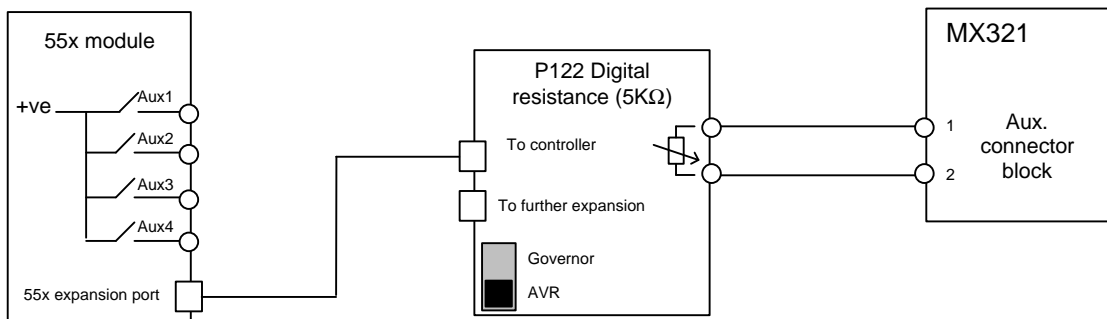 55x module
+ve
Aux1
Aux2
Aux3
Aux4
55x expansion port
P122 Digital
resistance (5KΩ)
To controller
To further expansion
Governor
AVR
MX321
1
2
Aux.
connector
block